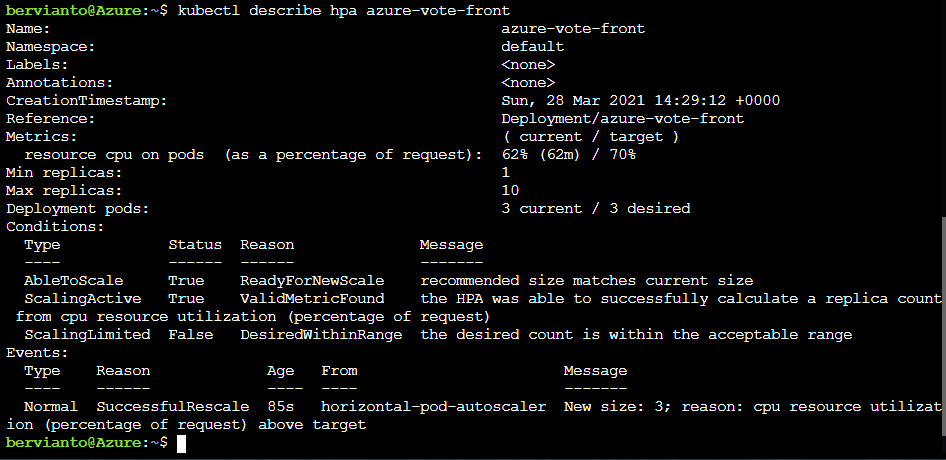 bervianto@Azure:~$ kubectl describe hpa azure-vote-front
Name: azure-vote-front
Namespace: default
Labels: <none>
Annotations: <none>
CreationTimestamp: Sun, 28 Mar 2021 14:29:12 +0000
Reference: Deployment/azure-vote-front
Metrics: ( current / target )
  resource cpu on pods  (as a percentage of request): 62% (62m) / 70%
Min replicas: 1
Max replicas: 10
Deployment pods: 3 current / 3 desired
Conditions:
  Type            Status  Reason              Message
  ----            ------  ------              -------
  AbleToScale     True    ReadyForNewScale    recommended size matches current size
  ScalingActive   True    ValidMetricFound    the HPA was able to successfully calculate a replica count
 from cpu resource utilization (percentage of request)
  ScalingLimited  False   DesiredWithinRange  the desired count is within the acceptable range
Events:
  Type    Reason             Age   From                       Message
  ----    ------             ----  ----                       -------
  Normal  SuccessfulRescale  85s   horizontal-pod-autoscaler  New size: 3; reason: cpu resource utilizat
ion (percentage of request) above target
bervianto@Azure:~$